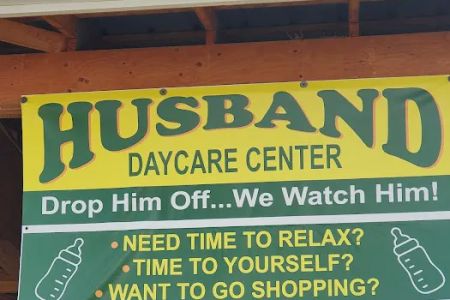 HUSBAND
DAYCARE CENTER
Drop Him Off...We Watch Him!
• NEED TIME TO RELAX?
• TIME TO YOURSELF?
• WANT TO GO SHOPPING?